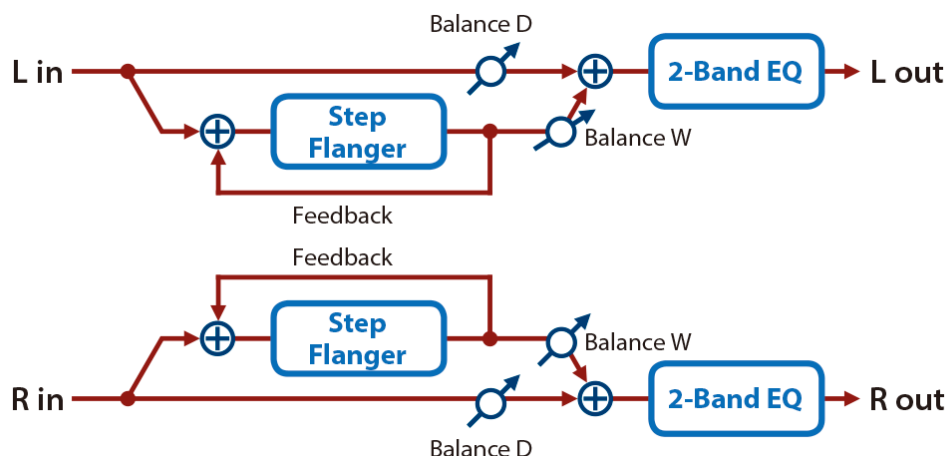 Balance D
L in
2-Band EQ
L out
Step
Flanger
Balance W
Feedback
Feedback
Step
Flanger
Balance W
R in
2-Band EQ
R out
Balance D